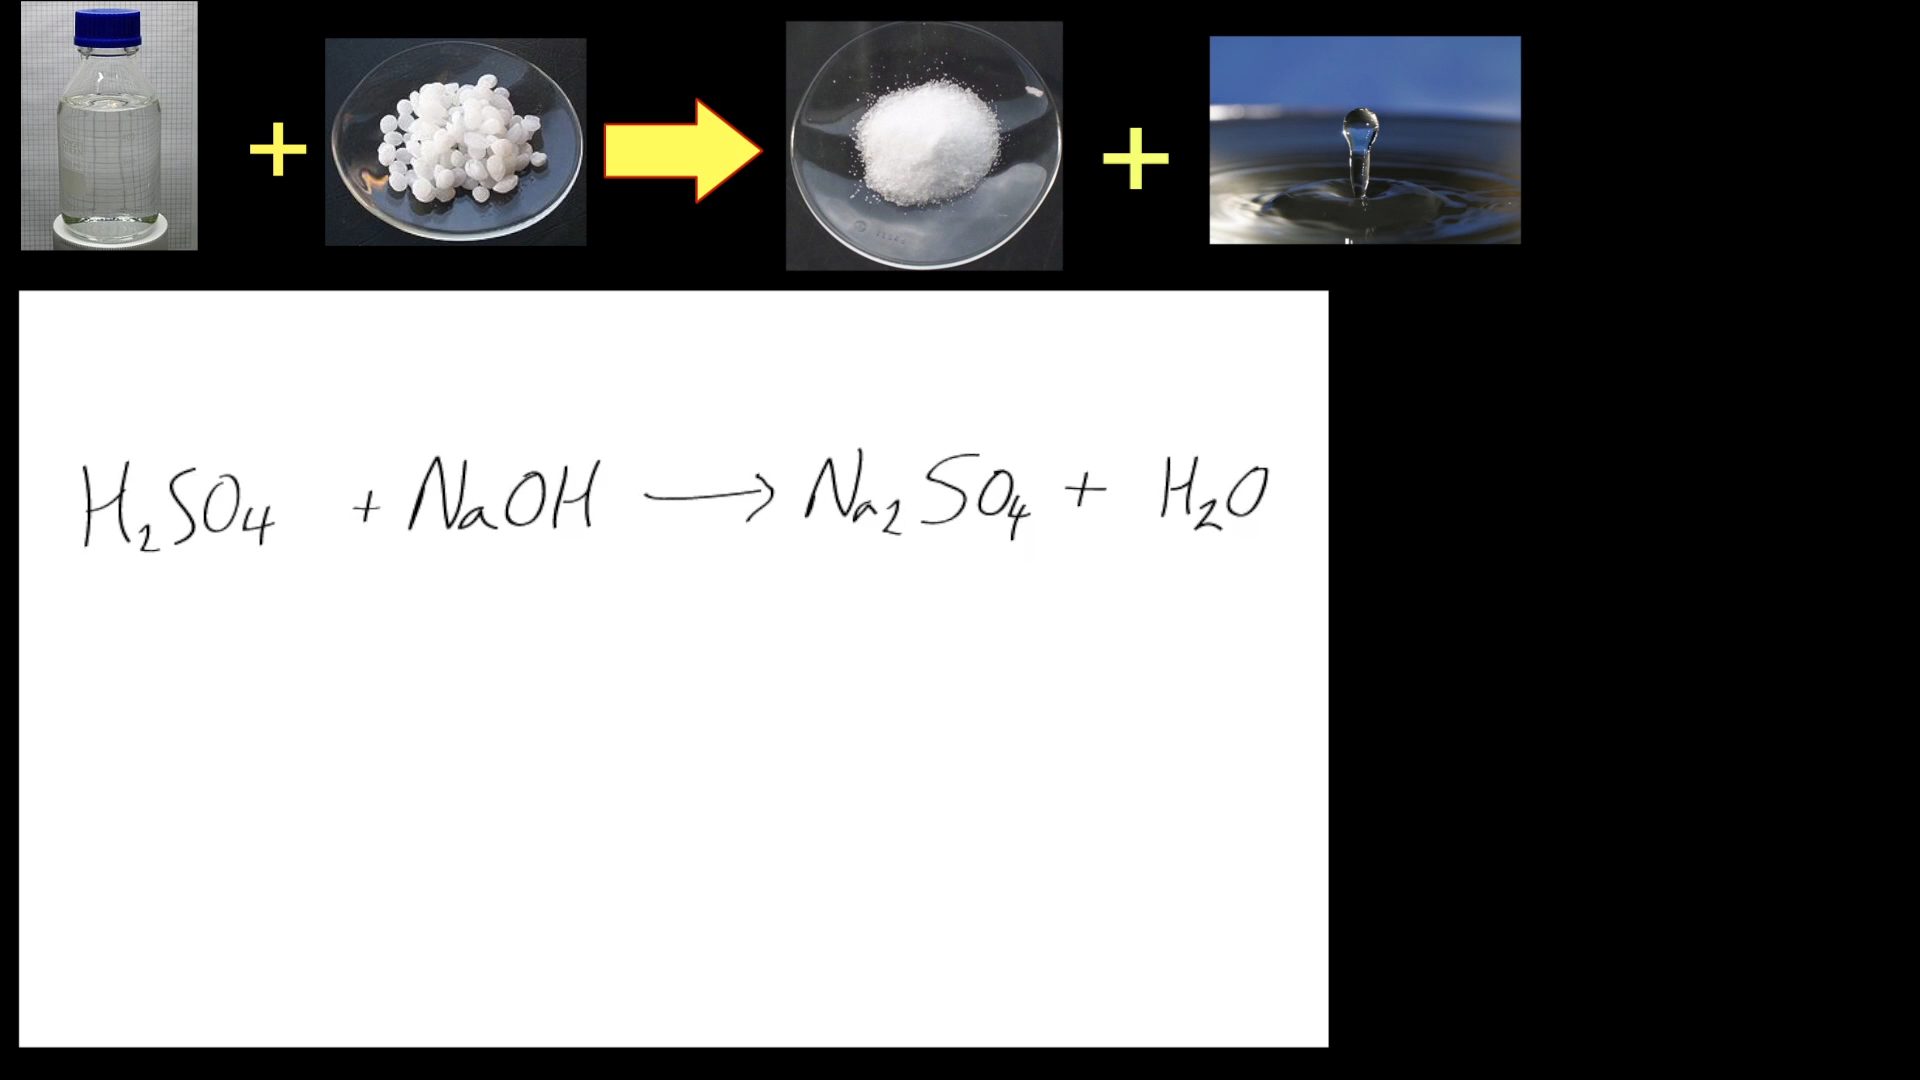 H₂SO₄ + NaOH ⟶ Na₂SO₄ + H₂O